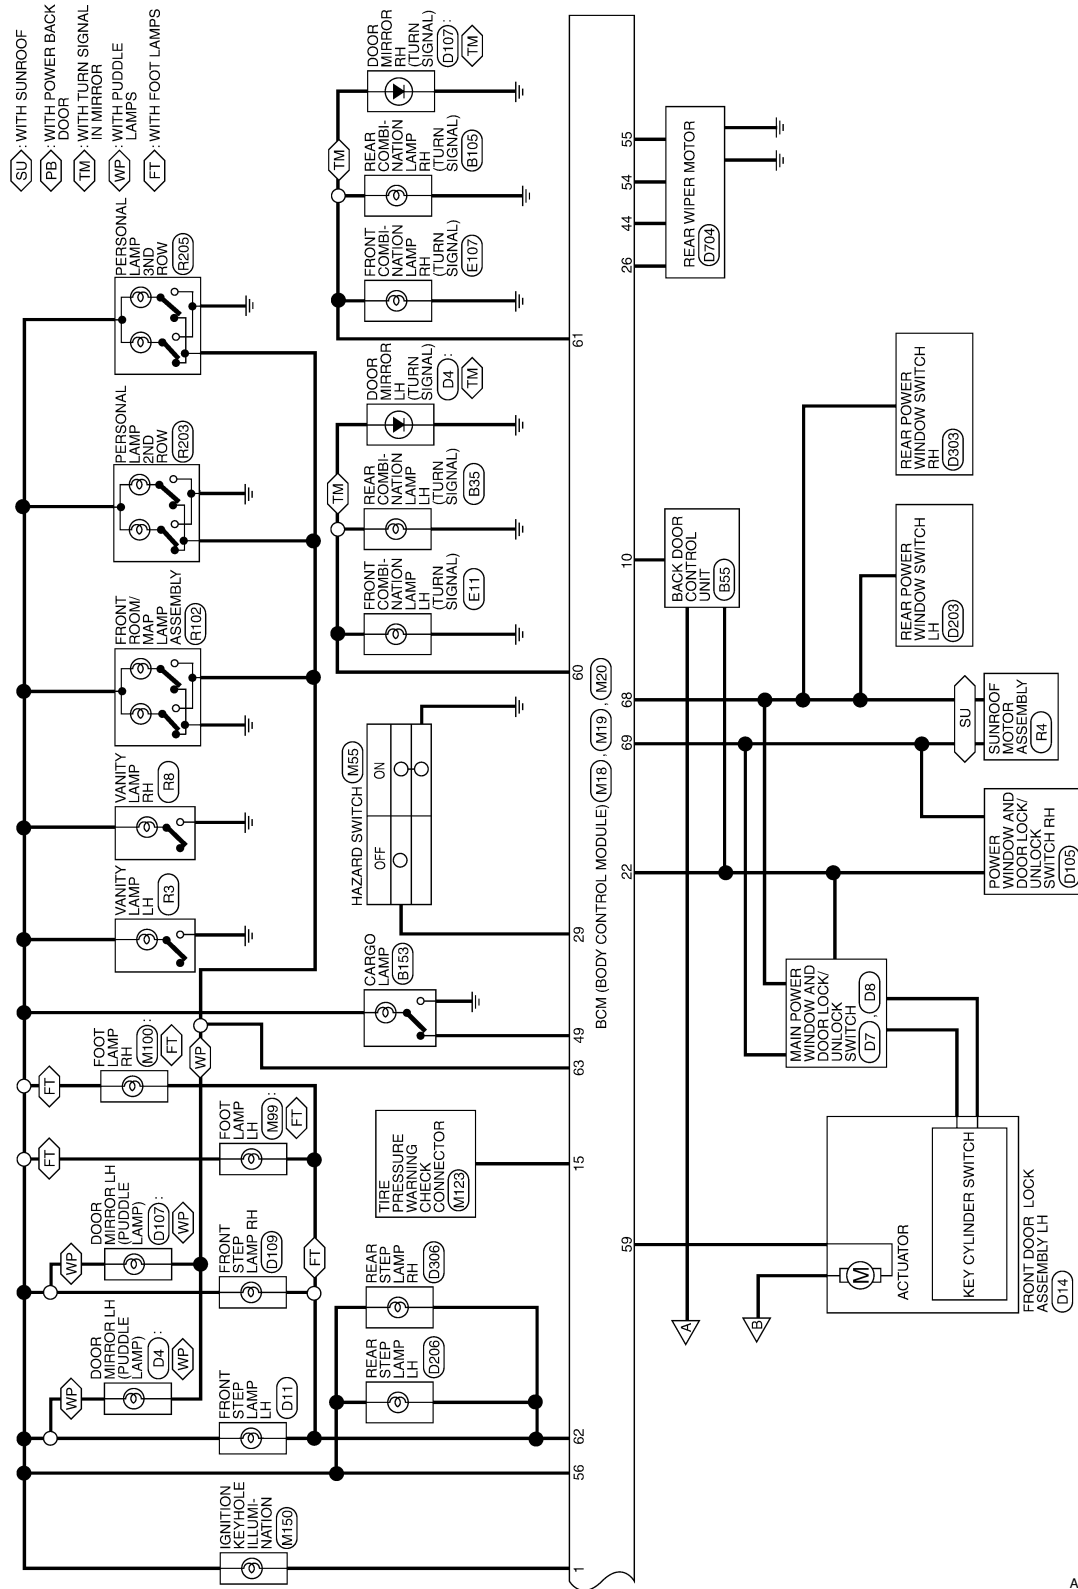 SU : WITH SUNROOF
PB : WITH POWER BACK
DOOR
TM : WITH TURN SIGNAL
IN MIRROR
WP : WITH PUDDLE
LAMPS
FT : WITH FOOT LAMPS
IGNITION
KEYHOLE
ILLUMI-
NATION
M150
DOOR
MIRROR LH
(PUDDLE
LAMP)
D4 :
WP
WP
FRONT
STEP
LAMP
LH
D11
DOOR
MIRROR LH
(PUDDLE
LAMP)
D107 :
WP
WP
FRONT
STEP
LAMP RH
D109
FT
FT
FOOT
LAMP
LH
M99 :
FT
FT
FOOT
LAMP
RH
M100 :
FT
WP
VANITY
LAMP
LH
R3
VANITY
LAMP
RH
R8
FRONT
ROOM/
MAP
LAMP
ASSEMBLY
R102
PERSONAL
LAMP
2ND
ROW
R203
PERSONAL
LAMP
3ND
ROW
R205
REAR
STEP
LAMP
LH
D206
REAR
STEP
LAMP
RH
D306
TIRE
PRESSURE
WARNING
CHECK
CONNECTOR
M123
CARGO
LAMP
B153
HAZARD SWITCH M55
OFF ON
FRONT
COMBI-
NATION
LAMP
LH
(TURN
SIGNAL)
E11
TM
REAR
COMBI-
NATION
LAMP
LH
(TURN
SIGNAL)
B35
DOOR
MIRROR
LH
(TURN
SIGNAL)
D4 :
TM
FRONT
COMBI-
NATION
LAMP
RH
(TURN
SIGNAL)
E107
TM
REAR
COMBI-
NATION
LAMP
RH
(TURN
SIGNAL)
B105
DOOR
MIRROR
RH
(TURN
SIGNAL)
D107 :
TM
1 56 62 15 63 49 29 60 61
BCM (BODY CONTROL MODULE) M18 , M19 , M20
59 22 69 68 10 26 44 54 55
A
B
M
ACTUATOR
KEY CYLINDER SWITCH
FRONT DOOR LOCK
ASSEMBLY LH
D14
MAIN POWER
WINDOW AND
DOOR LOCK/
UNLOCK
SWITCH
D7 , D8
POWER
WINDOW AND
DOOR LOCK/
UNLOCK
SWITCH RH
D105
SU
SUNROOF
MOTOR
ASSEMBLY
R4
BACK DOOR
CONTROL
UNIT
B55
REAR POWER
WINDOW SWITCH
LH
D203
REAR POWER
WINDOW SWITCH
RH
D303
REAR WIPER MOTOR
D704
A